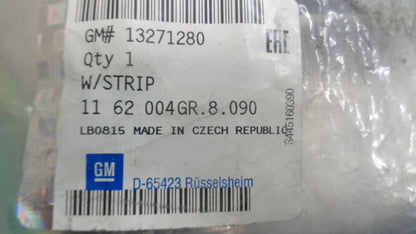 GM# 13271280
EAC
Qty 1
W/STRIP
11 62 004GR.8.090
LB0815 MADE IN CZECH REPUBLIC
S445160390
GM
D-65423 Rüsselsheim